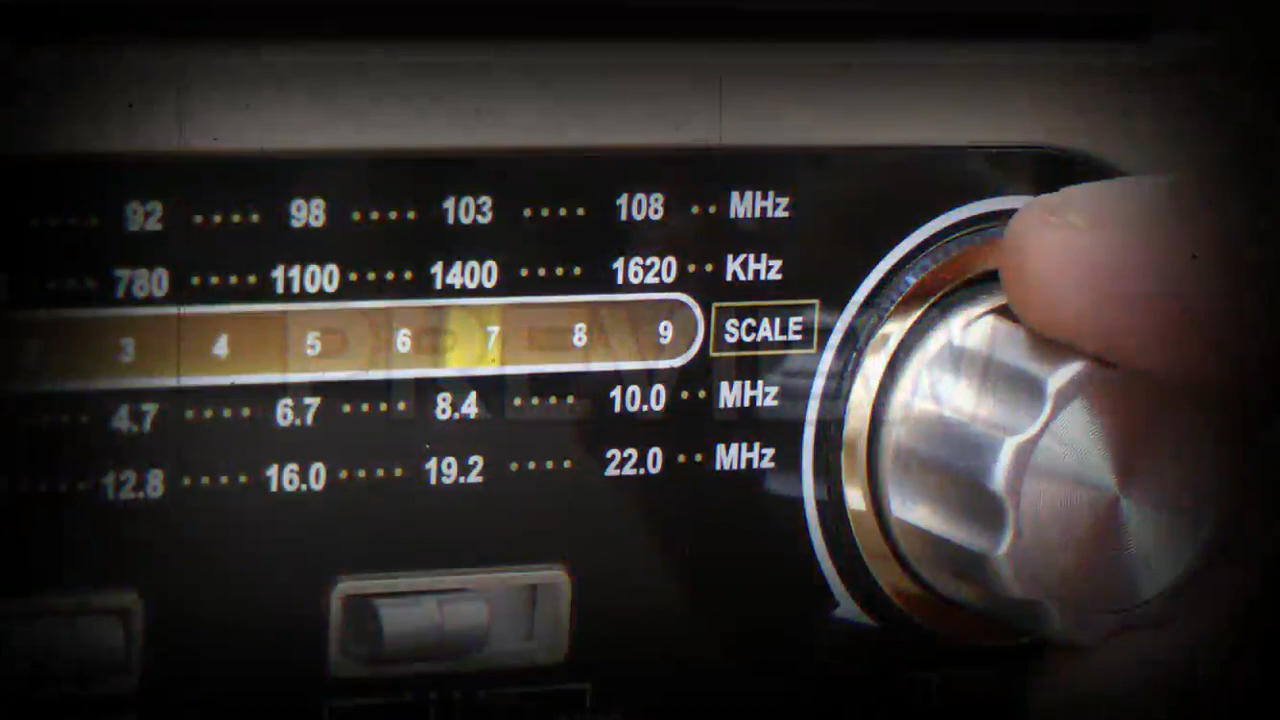 92 .... 98 .... 103 .... 108 .. MHz
780 .... 1100 .... 1400 .... 1620 .. KHz
3 4 5 6 7 8 9 SCALE
4.7 .... 6.7 .... 8.4 .... 10.0 .. MHz
12.8 .... 16.0 .... 19.2 .... 22.0 .. MHz